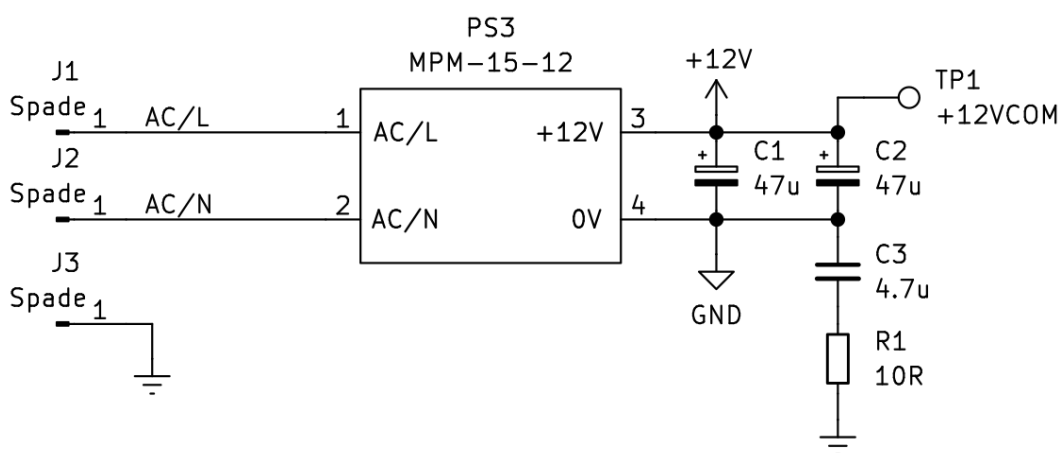 PS3
MPM-15-12
J1
Spade
1
AC/L
1
AC/L
+12V
3
J2
Spade
1
AC/N
2
AC/N
0V
4
J3
Spade
1
+12V
TP1
+12VCOM
+
C1
47u
+
C2
47u
GND
C3
4.7u
R1
10R